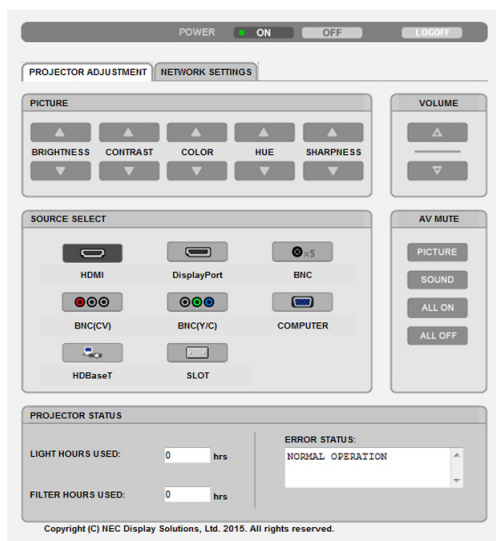 POWER ON OFF LOGOFF
PROJECTOR ADJUSTMENT NETWORK SETTINGS
PICTURE
BRIGHTNESS CONTRAST COLOR HUE SHARPNESS
VOLUME
SOURCE SELECT
HDMI DisplayPort ×5 BNC
BNC(CV) BNC(Y/C) COMPUTER
HDBaseT SLOT
AV MUTE
PICTURE
SOUND
ALL ON
ALL OFF
PROJECTOR STATUS
LIGHT HOURS USED: 0 hrs
FILTER HOURS USED: 0 hrs
ERROR STATUS:
NORMAL OPERATION
Copyright (C) NEC Display Solutions, Ltd. 2015. All rights reserved.